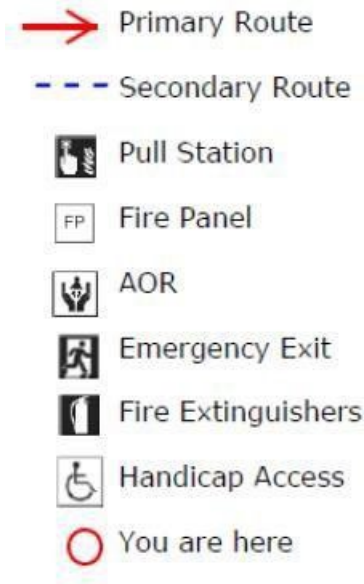 Primary Route
Secondary Route
Pull Station
FP Fire Panel
AOR
Emergency Exit
Fire Extinguishers
Handicap Access
You are here